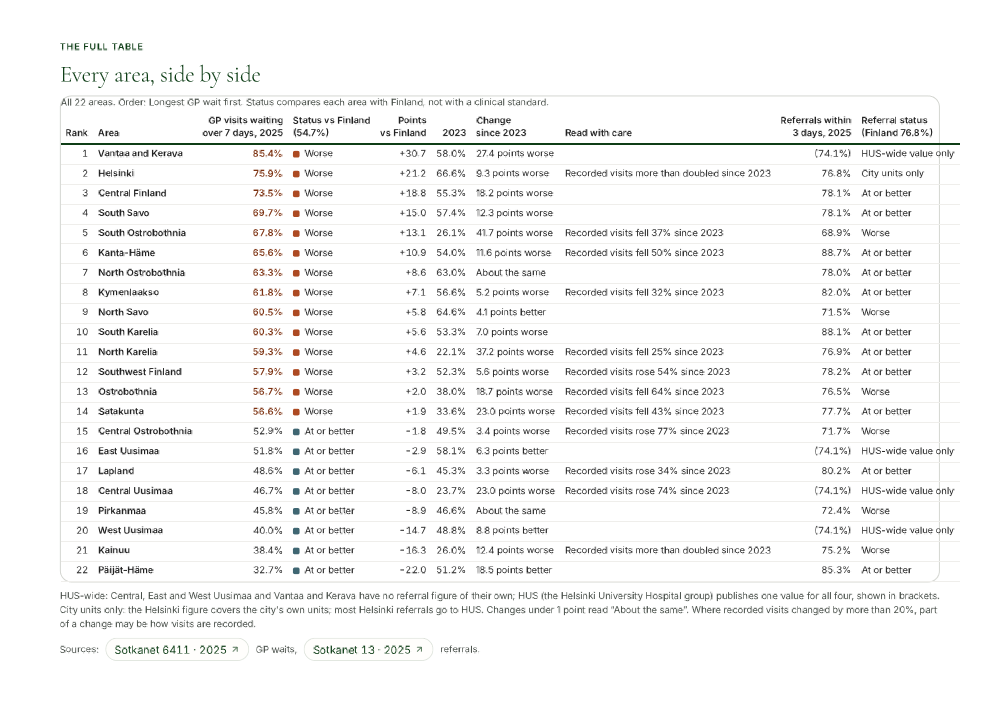 THE FULL TABLE
Every area, side by side
All 22 areas. Order: Longest GP wait first. Status compares each area with Finland, not with a clinical standard.
Rank Area GP visits waiting over 7 days, 2025 Status vs Finland (54.7%) Points vs Finland 2023 Change since 2023 Read with care Referrals within 3 days, 2025 Referral status (Finland 76.8%)
1 Vantaa and Kerava 85.4% Worse +30.7 58.0% 27.4 points worse (74.1%) HUS-wide value only
2 Helsinki 75.9% Worse +21.2 66.6% 9.3 points worse Recorded visits more than doubled since 2023 76.8% City units only
3 Central Finland 73.5% Worse +18.8 55.3% 18.2 points worse 78.1% At or better
4 South Savo 69.7% Worse +15.0 57.4% 12.3 points worse 78.1% At or better
5 South Ostrobothnia 67.8% Worse +13.1 26.1% 41.7 points worse Recorded visits fell 37% since 2023 68.9% Worse
6 Kanta-Häme 65.6% Worse +10.9 54.0% 11.6 points worse Recorded visits fell 50% since 2023 88.7% At or better
7 North Ostrobothnia 63.3% Worse +8.6 63.0% About the same 78.0% At or better
8 Kymenlaakso 61.8% Worse +7.1 56.6% 5.2 points worse Recorded visits fell 32% since 2023 82.0% At or better
9 North Savo 60.5% Worse +5.8 64.6% 4.1 points better 71.5% Worse
10 South Karelia 60.3% Worse +5.6 53.3% 7.0 points worse 88.1% At or better
11 North Karelia 59.3% Worse +4.6 22.1% 37.2 points worse Recorded visits fell 25% since 2023 76.9% At or better
12 Southwest Finland 57.9% Worse +3.2 52.3% 5.6 points worse Recorded visits rose 54% since 2023 78.2% At or better
13 Ostrobothnia 56.7% Worse +2.0 38.0% 18.7 points worse Recorded visits fell 64% since 2023 76.5% Worse
14 Satakunta 56.6% Worse +1.9 33.6% 23.0 points worse Recorded visits fell 43% since 2023 77.7% At or better
15 Central Ostrobothnia 52.9% At or better −1.8 49.5% 3.4 points worse Recorded visits rose 77% since 2023 71.7% Worse
16 East Uusimaa 51.8% At or better −2.9 58.1% 6.3 points better (74.1%) HUS-wide value only
17 Lapland 48.6% At or better −6.1 45.3% 3.3 points worse Recorded visits rose 34% since 2023 80.2% At or better
18 Central Uusimaa 46.7% At or better −8.0 23.7% 23.0 points worse Recorded visits rose 74% since 2023 (74.1%) HUS-wide value only
19 Pirkanmaa 45.8% At or better −8.9 46.6% About the same 72.4% Worse
20 West Uusimaa 40.0% At or better −14.7 48.8% 8.8 points better (74.1%) HUS-wide value only
21 Kainuu 38.4% At or better −16.3 26.0% 12.4 points worse Recorded visits more than doubled since 2023 75.2% Worse
22 Päijät-Häme 32.7% At or better −22.0 51.2% 18.5 points better 85.3% At or better
HUS-wide: Central, East and West Uusimaa and Vantaa and Kerava have no referral figure of their own; HUS (the Helsinki University Hospital group) publishes one value for all four, shown in brackets.
City units only: the Helsinki figure covers the city's own units; most Helsinki referrals go to HUS. Changes under 1 point read "About the same". Where recorded visits changed by more than 20%, part
of a change may be how visits are recorded.
Sources: Sotkanet 6411 · 2025 ↗ GP waits, Sotkanet 13 · 2025 ↗ referrals.